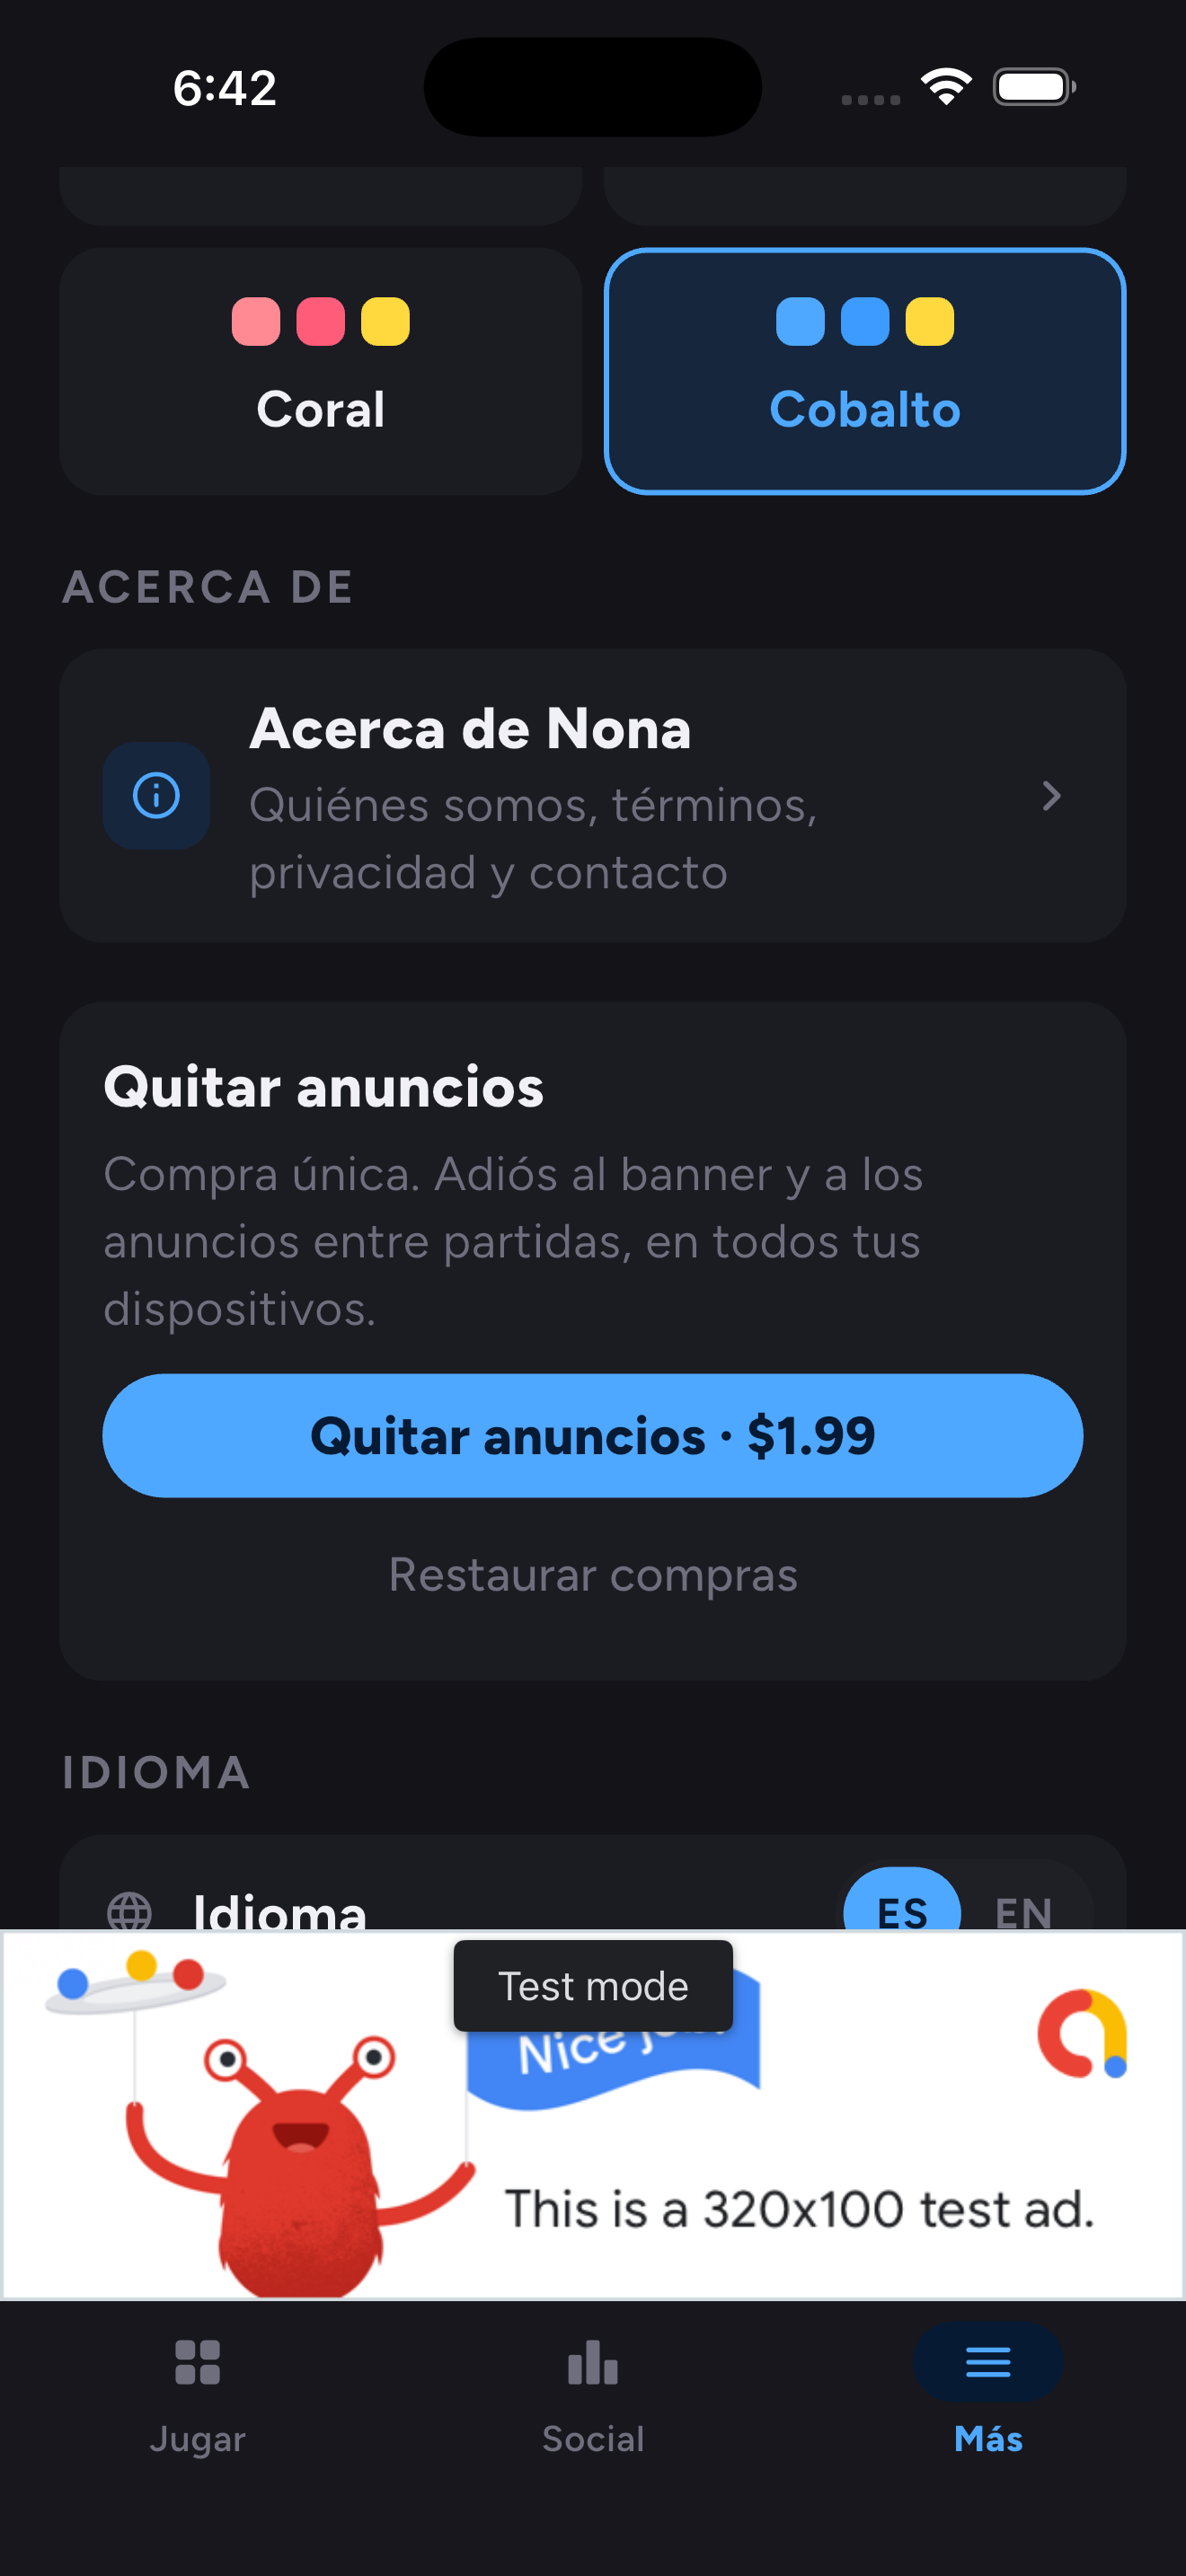 6:42
Coral
Cobalto
ACERCA DE
Acerca de Nona
Quiénes somos, términos,
privacidad y contacto
Quitar anuncios
Compra única. Adiós al banner y a los
anuncios entre partidas, en todos tus
dispositivos.
Quitar anuncios · $1.99
Restaurar compras
IDIOMA
Idioma
ES
EN
Test mode
Nice
This is a 320x100 test ad.
Jugar
Social
Más